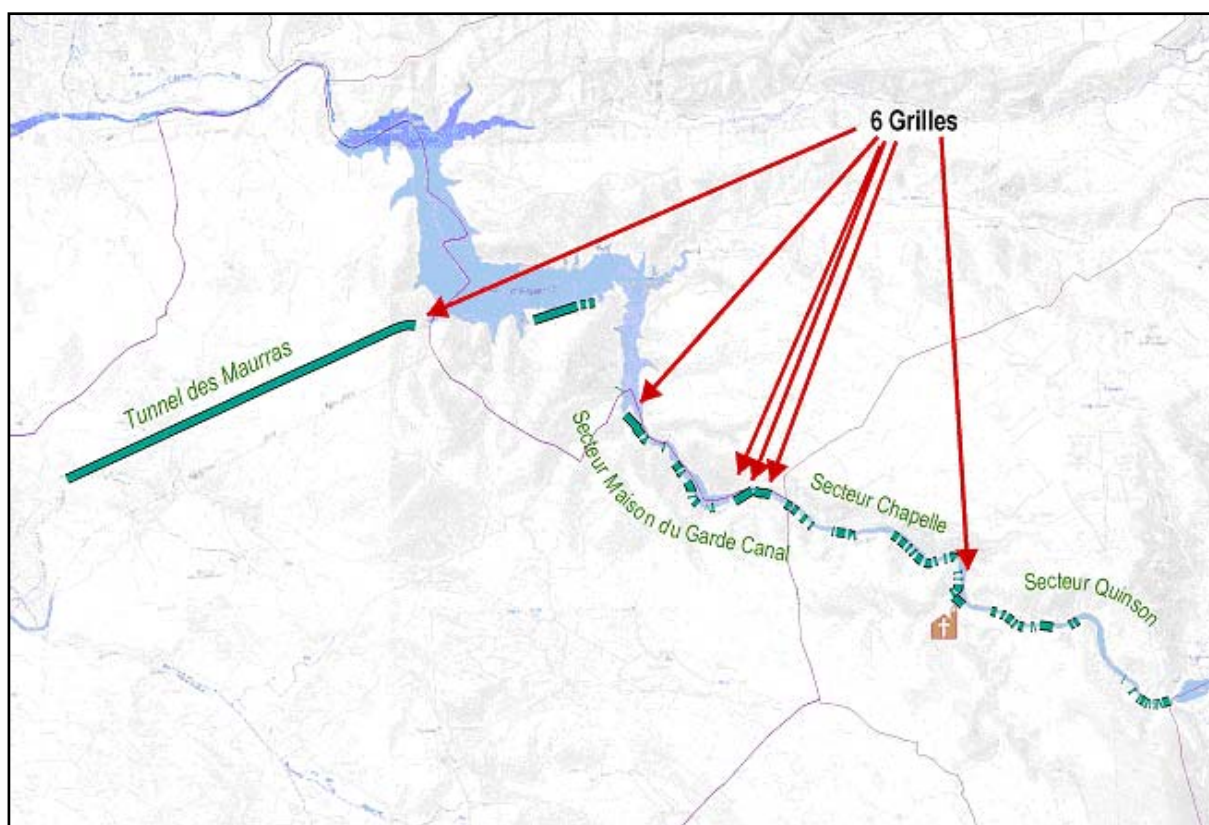 6 Grilles
Tunnel des Maurras
Secteur Maison du Garde Canal
Secteur Chapelle
Secteur Quinson